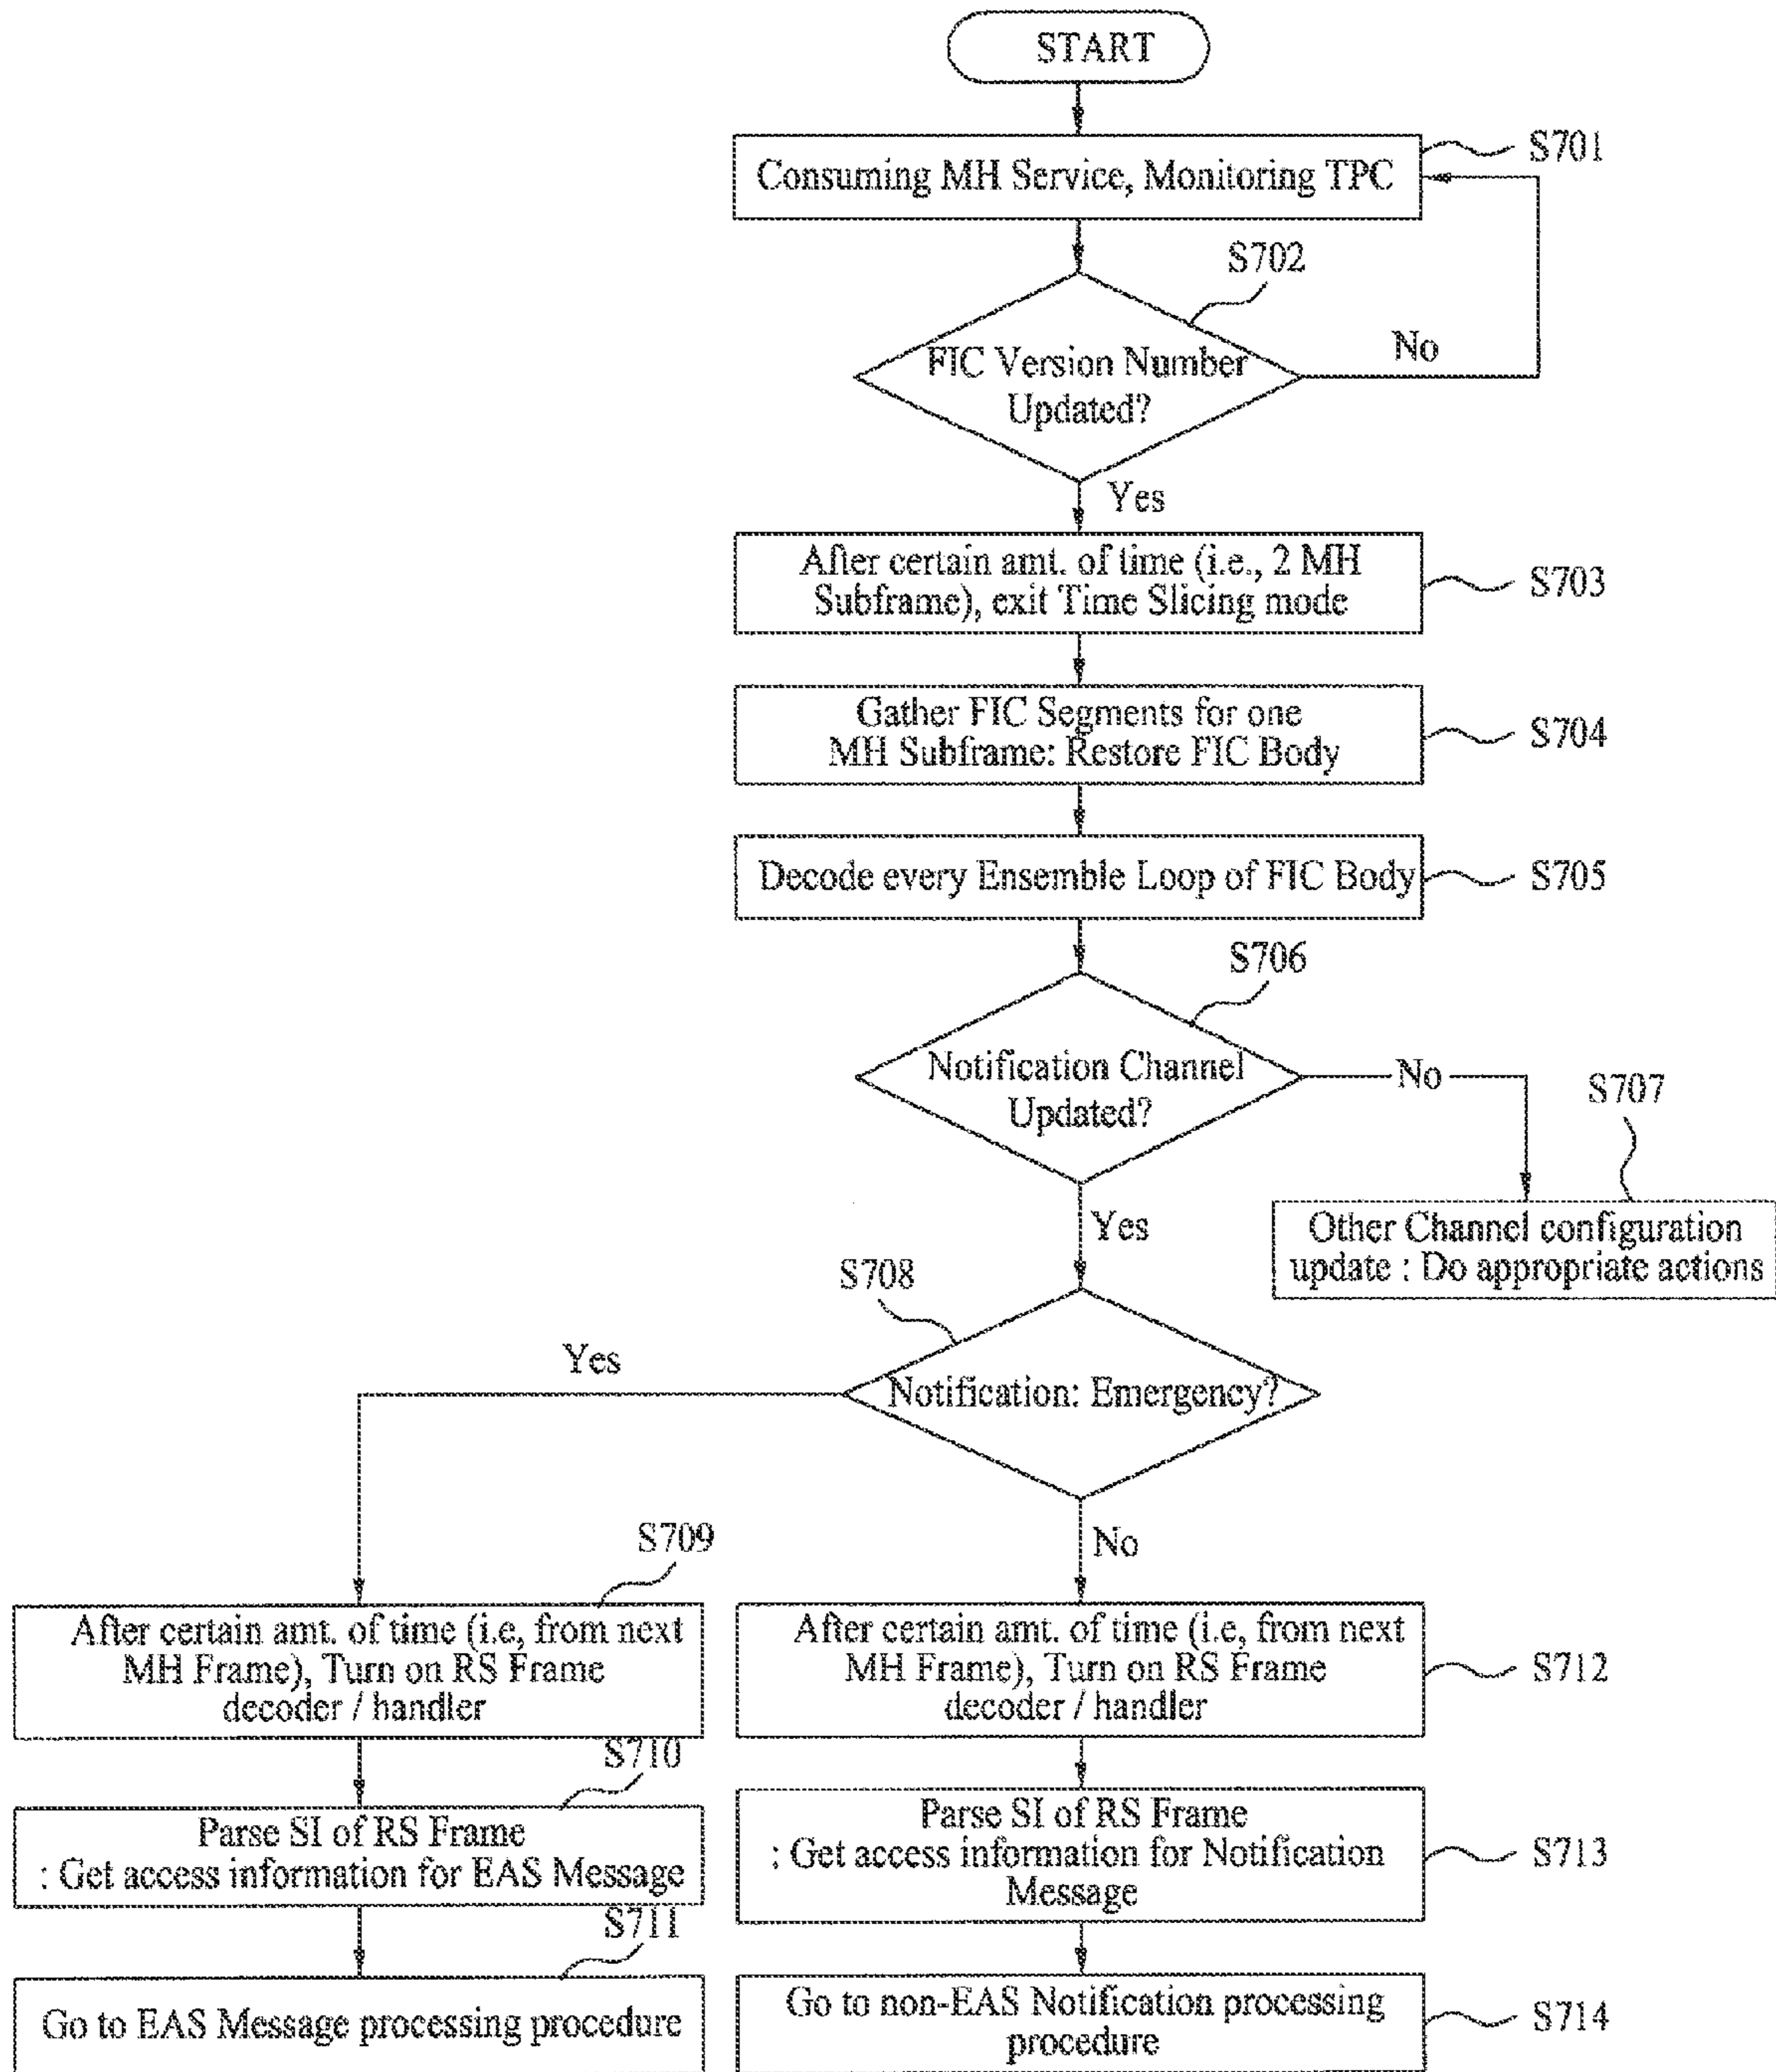 START
Consuming MH Service, Monitoring TPC
S701
S702
FIC Version Number
Updated?
No
Yes
After certain amt. of time (i.e., 2 MH
Subframe), exit Time Slicing mode
S703
Gather FIC Segments for one
MH Subframe: Restore FIC Body
S704
Decode every Ensemble Loop of FIC Body
S705
S706
Notification Channel
Updated?
No
S707
Yes
Other Channel configuration
update : Do appropriate actions
S708
Yes
Notification: Emergency?
No
S709
After certain amt. of time (i.e, from next
MH Frame), Turn on RS Frame
decoder / handler
After certain amt. of time (i.e, from next
MH Frame), Turn on RS Frame
decoder / handler
S712
S710
Parse SI of RS Frame
: Get access information for EAS Message
Parse SI of RS Frame
: Get access information for Notification
Message
S713
S711
Go to EAS Message processing procedure
Go to non-EAS Notification processing
procedure
S714